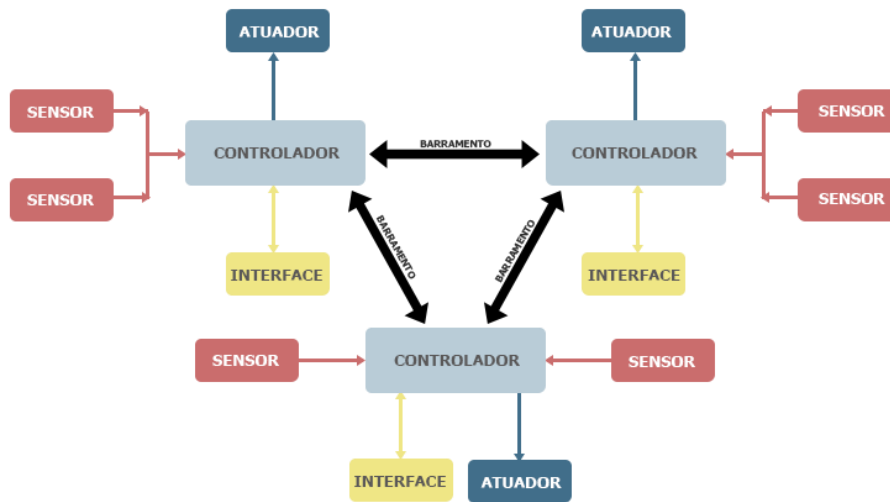 ATUADOR
ATUADOR
SENSOR
SENSOR
CONTROLADOR
BARRAMENTO
CONTROLADOR
SENSOR
SENSOR
BARRAMENTO
BARRAMENTO
INTERFACE
INTERFACE
SENSOR
CONTROLADOR
SENSOR
INTERFACE
ATUADOR